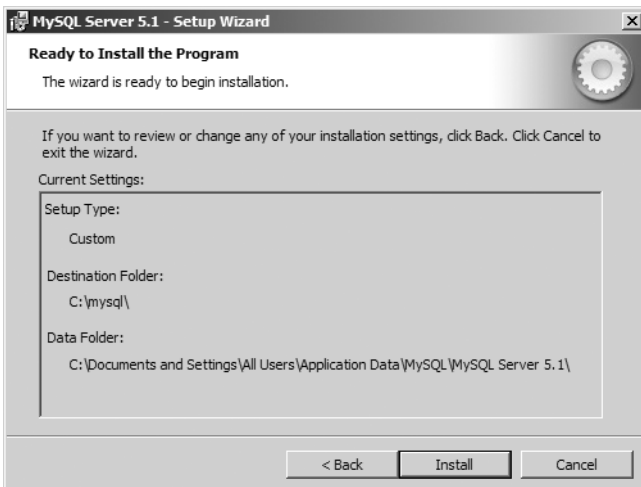 MySQL Server 5.1 - Setup Wizard
Ready to Install the Program
The wizard is ready to begin installation.
If you want to review or change any of your installation settings, click Back. Click Cancel to
exit the wizard.
Current Settings:
Setup Type:
Custom
Destination Folder:
C:\mysql\
Data Folder:
C:\Documents and Settings\All Users\Application Data\MySQL\MySQL Server 5.1\
< Back
Install
Cancel